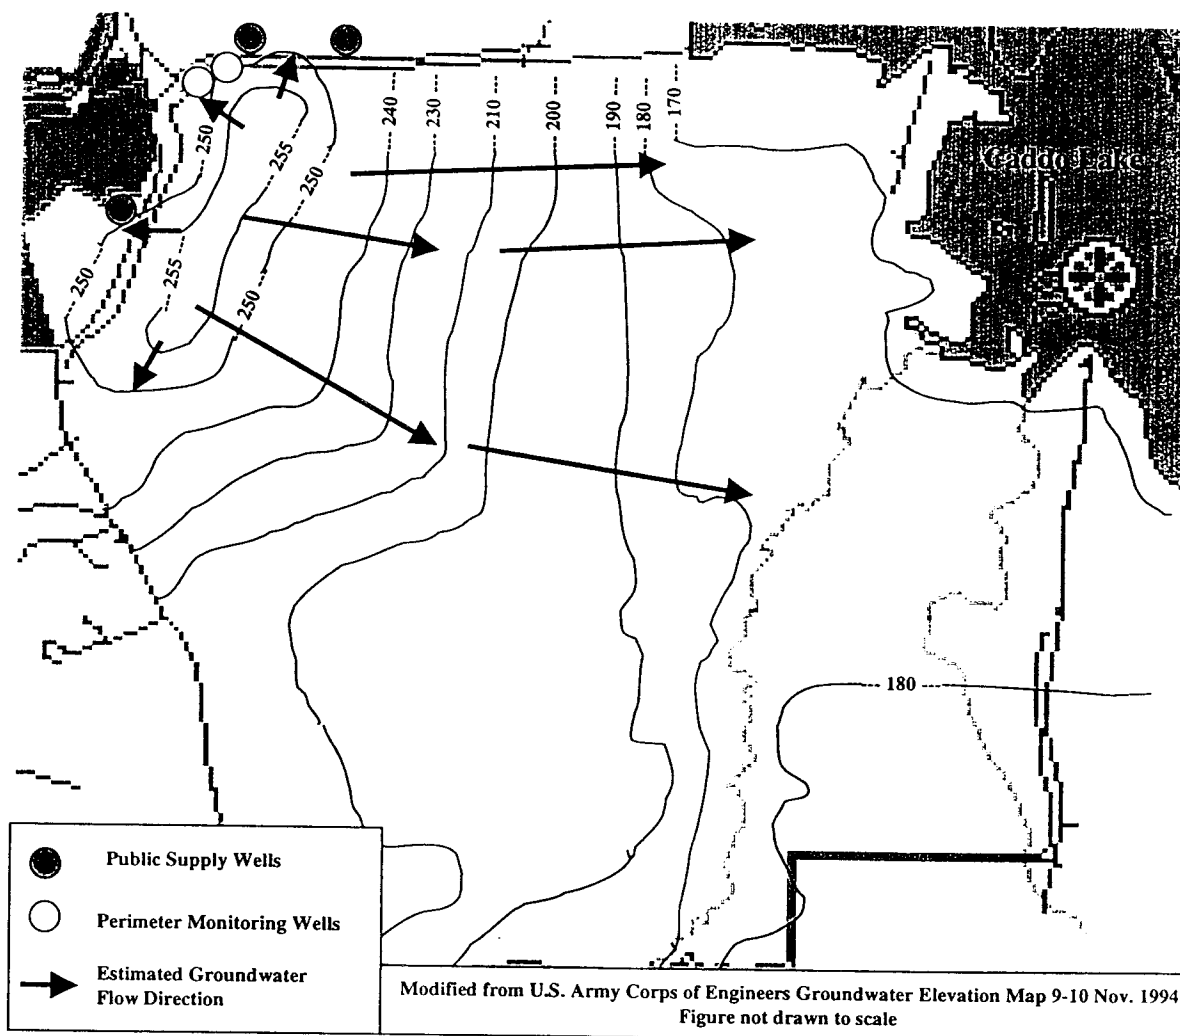 240
230
210
200
190
180
170
250
255
250
Caddo Lake
250
255
250
180
Public Supply Wells
Perimeter Monitoring Wells
Estimated Groundwater
Flow Direction
Modified from U.S. Army Corps of Engineers Groundwater Elevation Map 9-10 Nov. 1994
Figure not drawn to scale